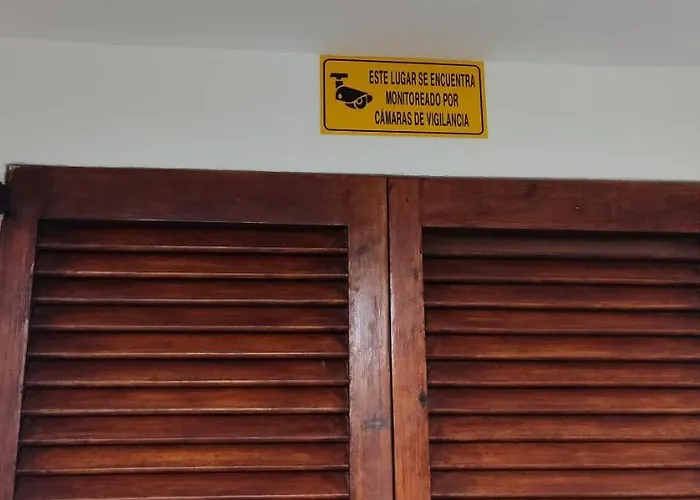 ESTE LUGAR SE ENCUENTRA
MONITOREADO POR
CÁMARAS DE VIGILANCIA